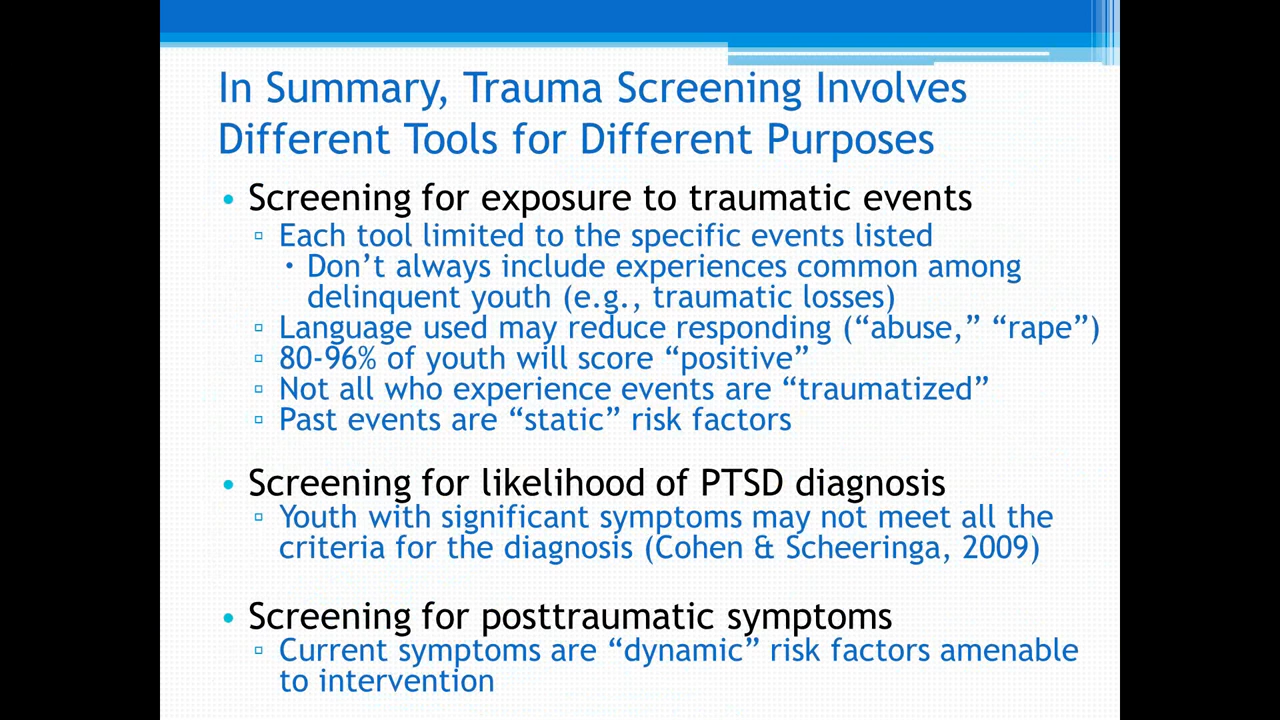 In Summary, Trauma Screening Involves
Different Tools for Different Purposes
• Screening for exposure to traumatic events
▫ Each tool limited to the specific events listed
• Don’t always include experiences common among
delinquent youth (e.g., traumatic losses)
▫ Language used may reduce responding (“abuse,” “rape”)
▫ 80-96% of youth will score “positive”
▫ Not all who experience events are “traumatized”
▫ Past events are “static” risk factors
• Screening for likelihood of PTSD diagnosis
▫ Youth with significant symptoms may not meet all the
criteria for the diagnosis (Cohen & Scheeringa, 2009)
• Screening for posttraumatic symptoms
▫ Current symptoms are “dynamic” risk factors amenable
to intervention